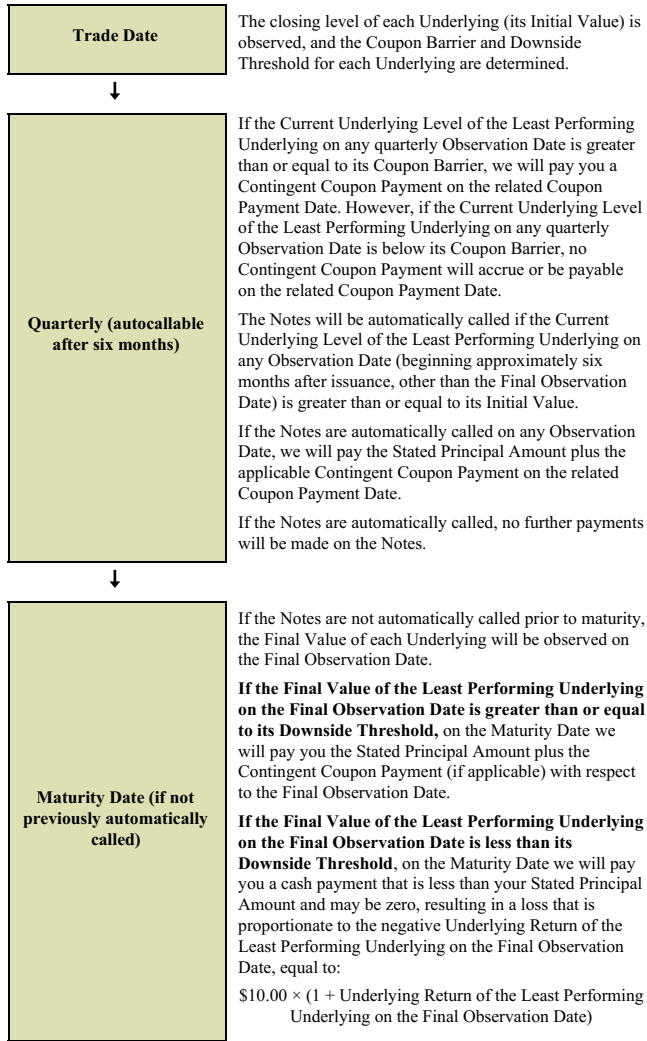 Trade Date
The closing level of each Underlying (its Initial Value) is
observed, and the Coupon Barrier and Downside
Threshold for each Underlying are determined.
Quarterly (autocallable
after six months)
If the Current Underlying Level of the Least Performing
Underlying on any quarterly Observation Date is greater
than or equal to its Coupon Barrier, we will pay you a
Contingent Coupon Payment on the related Coupon
Payment Date. However, if the Current Underlying Level
of the Least Performing Underlying on any quarterly
Observation Date is below its Coupon Barrier, no
Contingent Coupon Payment will accrue or be payable
on the related Coupon Payment Date.
The Notes will be automatically called if the Current
Underlying Level of the Least Performing Underlying on
any Observation Date (beginning approximately six
months after issuance, other than the Final Observation
Date) is greater than or equal to its Initial Value.
If the Notes are automatically called on any Observation
Date, we will pay the Stated Principal Amount plus the
applicable Contingent Coupon Payment on the related
Coupon Payment Date.
If the Notes are automatically called, no further payments
will be made on the Notes.
Maturity Date (if not
previously automatically
called)
If the Notes are not automatically called prior to maturity,
the Final Value of each Underlying will be observed on
the Final Observation Date.
If the Final Value of the Least Performing Underlying
on the Final Observation Date is greater than or equal
to its Downside Threshold, on the Maturity Date we
will pay you the Stated Principal Amount plus the
Contingent Coupon Payment (if applicable) with respect
to the Final Observation Date.
If the Final Value of the Least Performing Underlying
on the Final Observation Date is less than its
Downside Threshold, on the Maturity Date we will pay
you a cash payment that is less than your Stated Principal
Amount and may be zero, resulting in a loss that is
proportionate to the negative Underlying Return of the
Least Performing Underlying on the Final Observation
Date, equal to:
$10.00 × (1 + Underlying Return of the Least Performing
Underlying on the Final Observation Date)